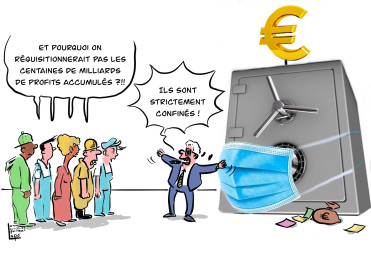 ET POURQUOI ON
RÉQUISITIONNERAIT PAS LES
CENTAINES DE MILLIARDS
DE PROFITS ACCUMULÉS ?!!
ILS SONT
STRICTEMENT
CONFINÉS !
€